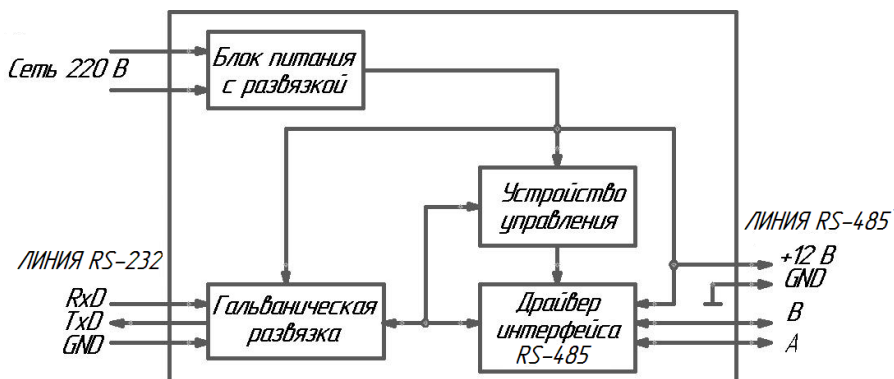 Блок питания
с развязкой
Сеть 220 В
Устройство
управления
ЛИНИЯ RS-485
+12 В
GND
ЛИНИЯ RS-232
RxD
TxD
GND
Гальваническая
развязка
Драйвер
интерфейса
RS-485
B
A